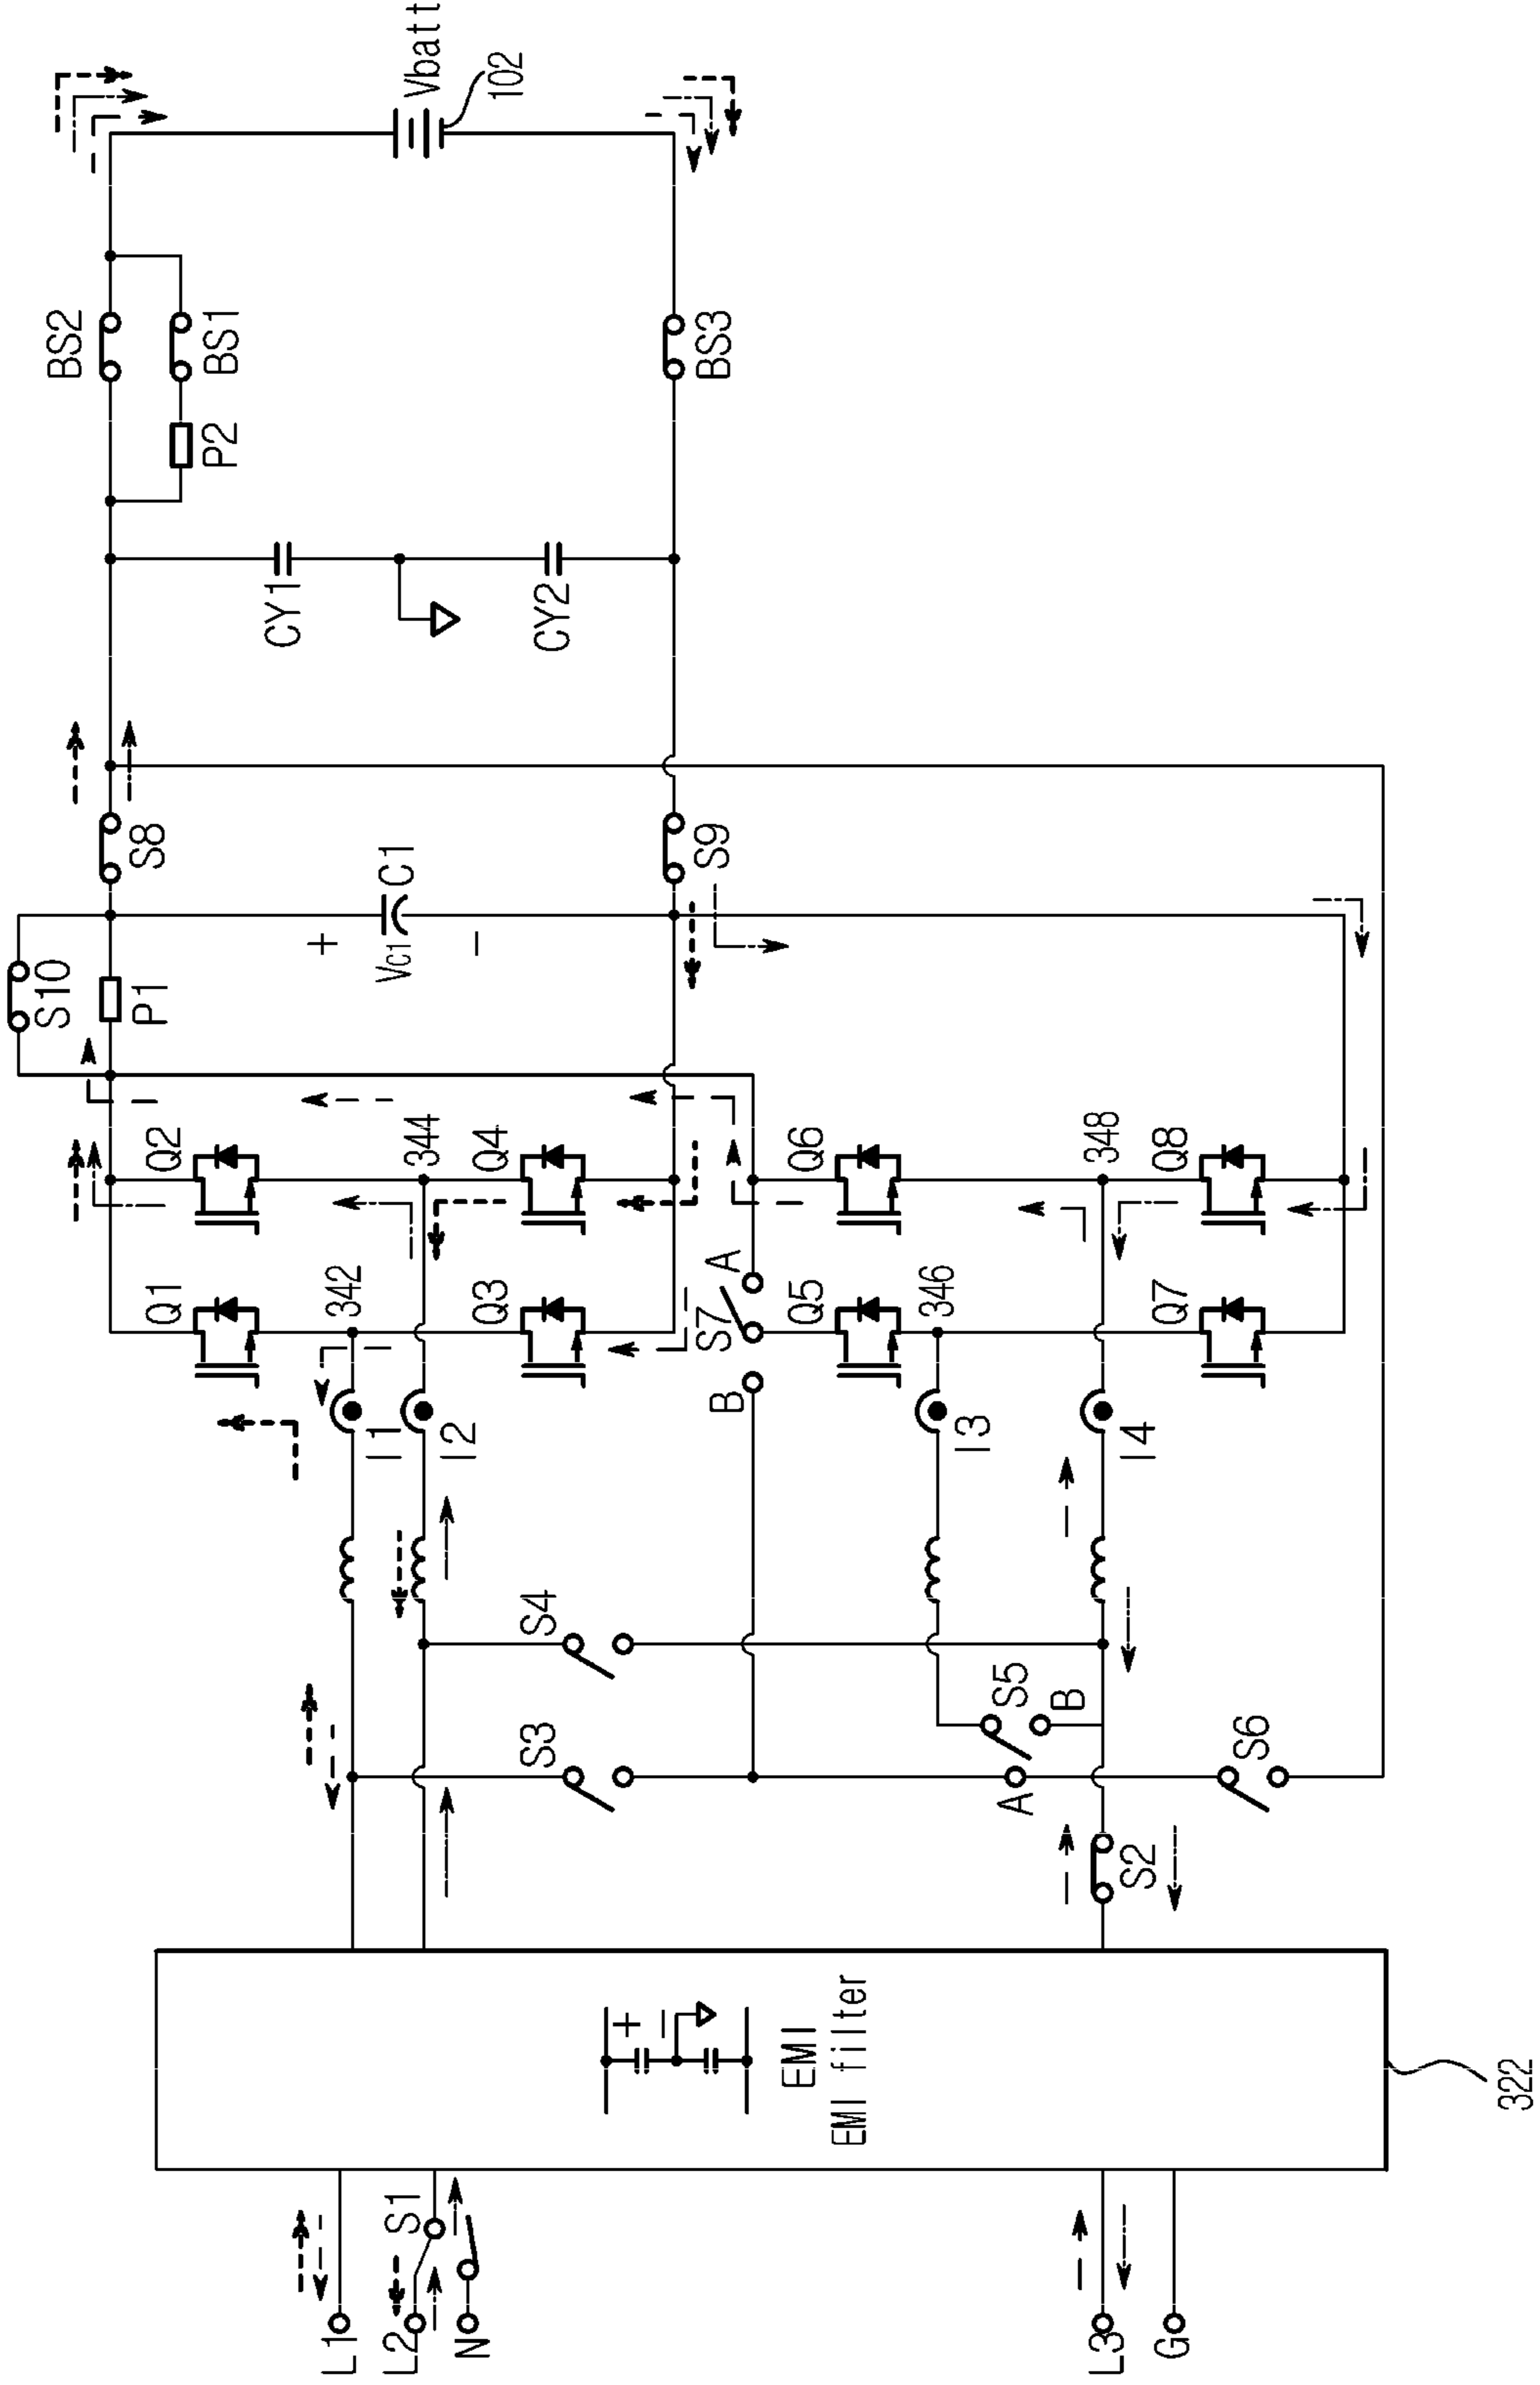 L1
L2
N
L3
G
S1
EMI
EMI filter
+
−
322
S2
S3
S4
S5
A
B
S6
I1
I2
I3
I4
342
344
346
348
Q1
Q2
Q3
Q4
S7
A
B
Q5
Q6
Q7
Q8
S10
P1
+
VC1
C1
−
S8
S9
CY1
CY2
P2
BS1
BS2
BS3
Vbatt
102